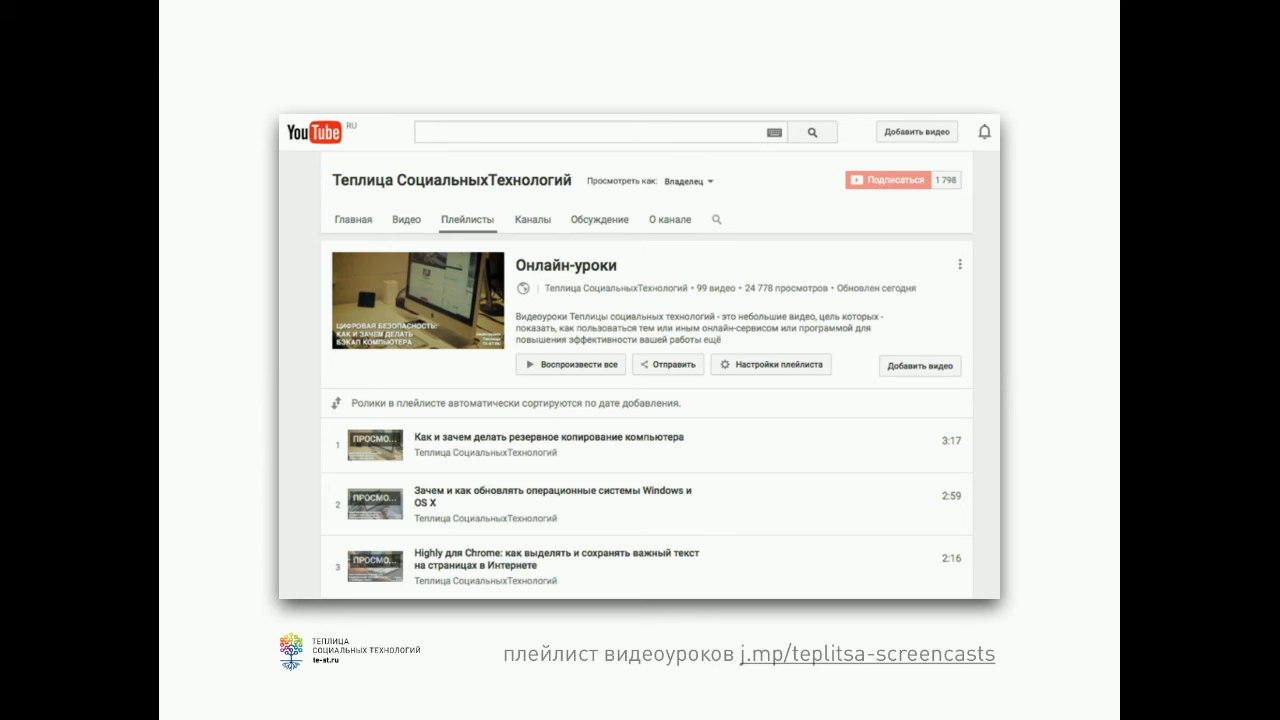 YouTube RU
Добавить видео
Теплица СоциальныхТехнологий
Просмотреть как: Владелец
Подписаться 1 798
Главная Видео Плейлисты Каналы Обсуждение О канале
ЦИФРОВАЯ БЕЗОПАСНОСТЬ:
КАК И ЗАЧЕМ ДЕЛАТЬ
БЭКАП КОМПЬЮТЕРА
Онлайн-уроки
Теплица СоциальныхТехнологий • 99 видео • 24 778 просмотров • Обновлен сегодня
Видеоуроки Теплицы социальных технологий - это небольшие видео, цель которых -
показать, как пользоваться тем или иным онлайн-сервисом или программой для
повышения эффективности вашей работы ещё
Воспроизвести все Отправить Настройки плейлиста Добавить видео
Ролики в плейлисте автоматически сортируются по дате добавления.
1 ПРОСМО... Как и зачем делать резервное копирование компьютера 3:17
Теплица СоциальныхТехнологий
Зачем и как обновлять операционные системы Windows и
2 ПРОСМО... OS X 2:59
Теплица СоциальныхТехнологий
Highly для Chrome: как выделять и сохранять важный текст
3 ПРОСМО... на страницах в Интернете 2:16
Теплица СоциальныхТехнологий
ТЕПЛИЦА
СОЦИАЛЬНЫХ ТЕХНОЛОГИЙ
te-st.ru
плейлист видеоуроков j.mp/teplitsa-screencasts